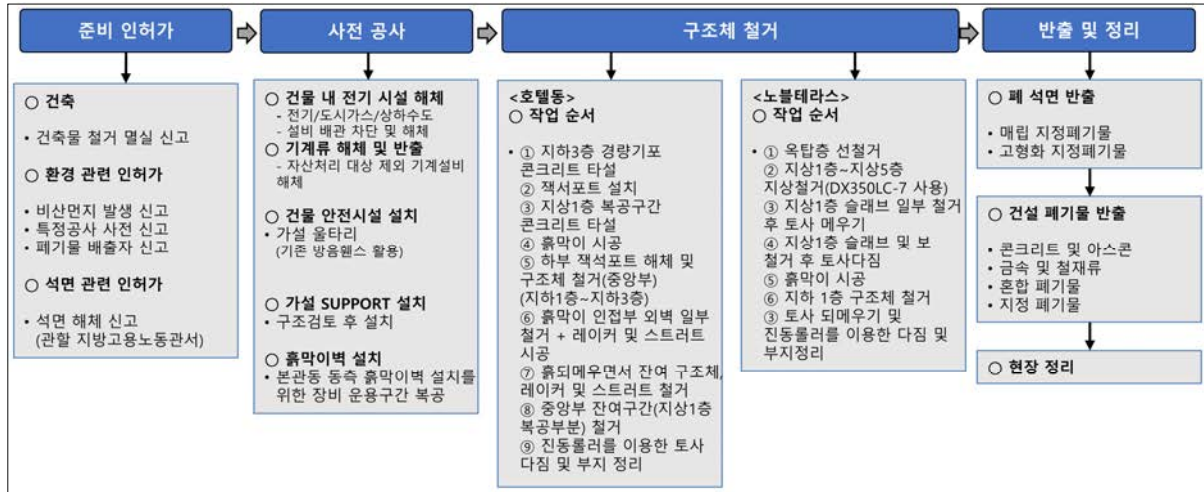 준비 인허가
○ 건축
• 건축물 철거 멸실 신고
○ 환경 관련 인허가
• 비산먼지 발생 신고
• 특정공사 사전 신고
• 폐기물 배출자 신고
○ 석면 관련 인허가
• 석면 해체 신고
(관할 지방고용노동관서)
사전 공사
○ 건물 내 전기 시설 해체
- 전기/도시가스/상하수도
- 설비 배관 차단 및 해체
○ 기계류 해체 및 반출
- 자산처리 대상 제외 기계설비
해체
○ 건물 안전시설 설치
• 가설 울타리
(기존 방음휀스 활용)
○ 가설 SUPPORT 설치
• 구조검토 후 설치
○ 흙막이벽 설치
• 본관동 동측 흙막이벽 설치를
위한 장비 운용구간 복공
구조체 철거
<호텔동>
○ 작업 순서
• ① 지하3층 경량기포
콘크리트 타설
② 잭서포트 설치
③ 지상1층 복공구간
콘크리트 타설
④ 흙막이 시공
⑤ 하부 잭석포트 해체 및
구조체 철거(중앙부)
(지하1층~지하3층)
⑥ 흙막이 인접부 외벽 일부
철거 + 레이커 및 스트러트
시공
⑦ 흙되메우면서 잔여 구조체,
레이커 및 스트러트 철거
⑧ 중앙부 잔여구간(지상1층
복공부분) 철거
⑨ 진동롤러를 이용한 토사
다짐 및 부지 정리
<노블테라스>
○ 작업 순서
• ① 옥탑층 선철거
② 지상1층~지상5층
지상철거(DX350LC-7 사용)
③ 지상1층 슬래브 일부 철거
후 토사 메우기
④ 지상1층 슬래브 및 보
철거 후 토사다짐
⑤ 흙막이 시공
⑥ 지하 1층 구조체 철거
③ 토사 되메우기 및
진동롤러를 이용한 다짐 및
부지정리
반출 및 정리
○ 폐 석면 반출
• 매립 지정폐기물
• 고형화 지정폐기물
○ 건설 폐기물 반출
• 콘크리트 및 아스콘
• 금속 및 철재류
• 혼합 폐기물
• 지정 폐기물
○ 현장 정리